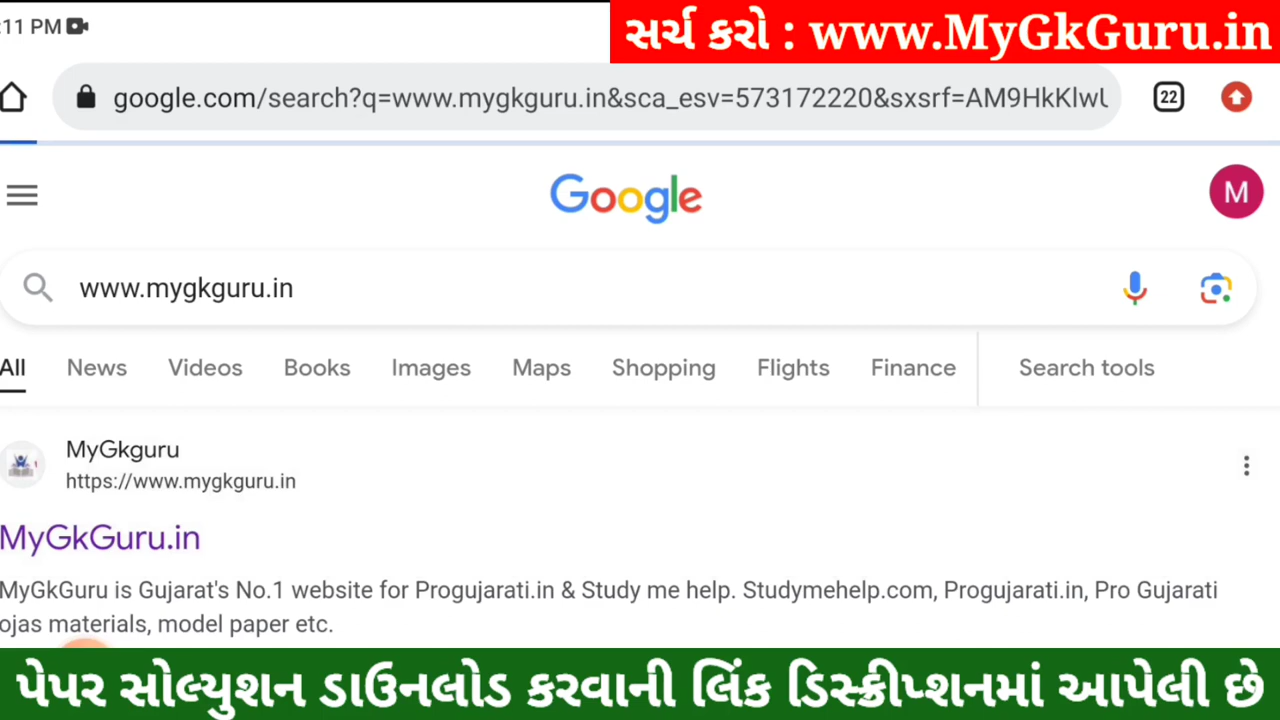 :11 PM
સર્ચ કરો : www.MyGkGuru.in
google.com/search?q=www.mygkguru.in&sca_esv=573172220&sxsrf=AM9HkKlwU
22
Google
M
www.mygkguru.in
All News Videos Books Images Maps Shopping Flights Finance Search tools
MyGkguru
https://www.mygkguru.in
MyGkGuru.in
MyGkGuru is Gujarat's No.1 website for Progujarati.in & Study me help. Studymehelp.com, Progujarati.in, Pro Gujarati
ojas materials, model paper etc.
પેપર સોલ્યુશન ડાઉનલોડ કરવાની લિંક ડિસ્ક્રીપ્શનમાં આપેલી છે